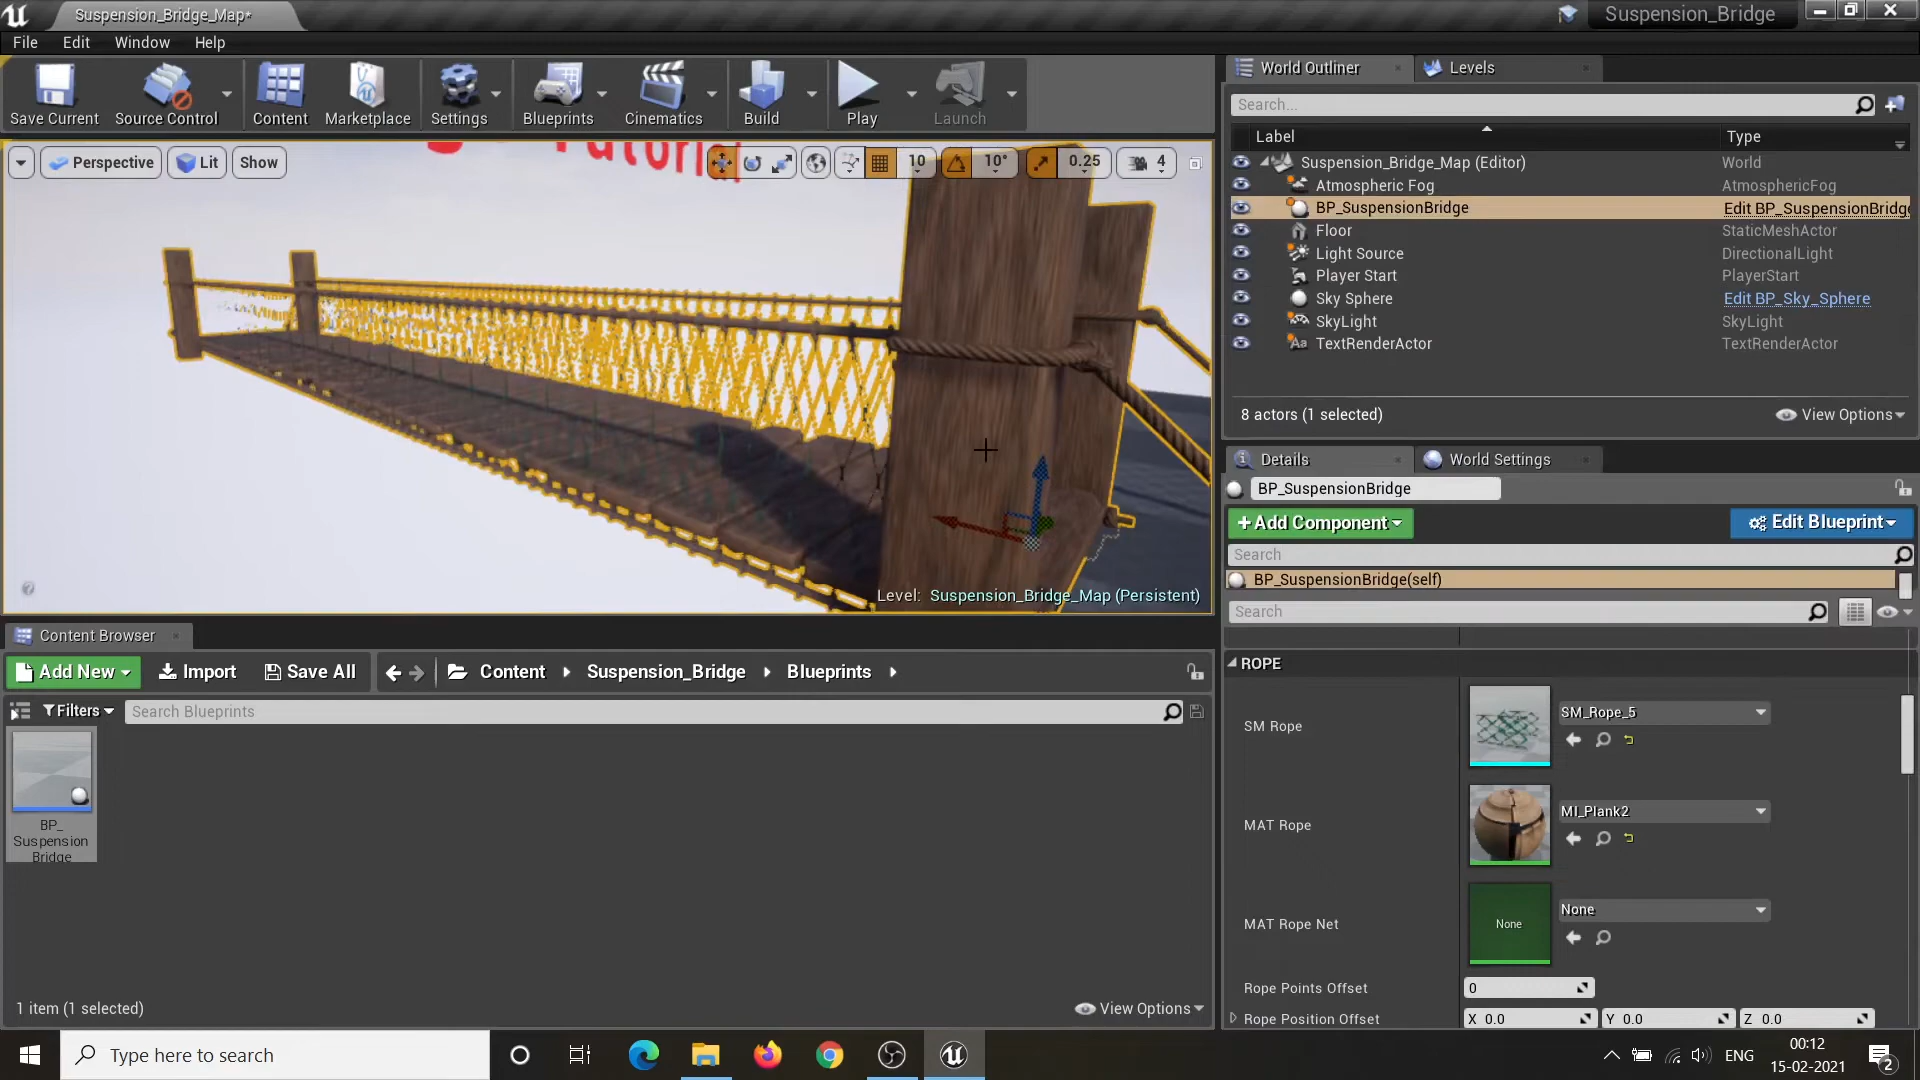 Suspension_Bridge_Map*
Suspension_Bridge
File Edit Window Help
Save Current
Source Control
Content
Marketplace
Settings
Blueprints
Cinematics
Build
Play
Launch
Perspective
Lit
Show
10
10°
0.25
4
Tutorial
Level: Suspension_Bridge_Map (Persistent)
World Outliner
Levels
Search...
Label Type
Suspension_Bridge_Map (Editor) World
Atmospheric Fog AtmosphericFog
BP_SuspensionBridge Edit BP_SuspensionBridge
Floor StaticMeshActor
Light Source DirectionalLight
Player Start PlayerStart
Sky Sphere Edit BP_Sky_Sphere
SkyLight SkyLight
TextRenderActor TextRenderActor
8 actors (1 selected)
View Options
Details
World Settings
BP_SuspensionBridge
+Add Component
Edit Blueprint
Search
BP_SuspensionBridge(self)
Search
ROPE
SM Rope
SM_Rope_5
MAT Rope
MI_Plank2
MAT Rope Net
None
None
Rope Points Offset 0
Rope Position Offset X 0.0 Y 0.0 Z 0.0
Content Browser
Add New
Import
Save All
Content
Suspension_Bridge
Blueprints
Filters
Search Blueprints
BP_
Suspension
Bridge
1 item (1 selected)
View Options
Type here to search
ENG
00:12
15-02-2021
2